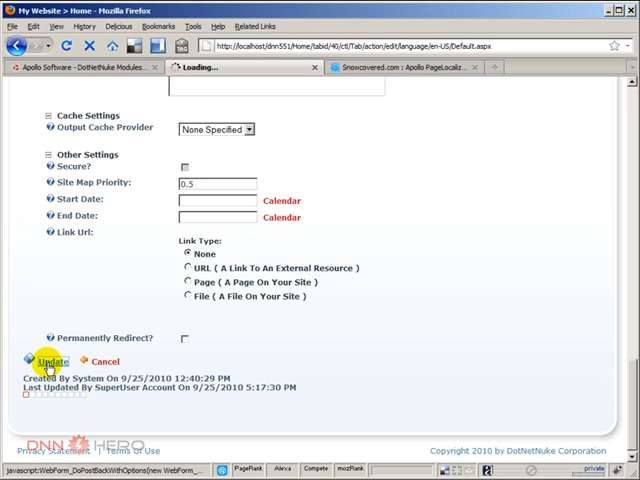 My Website > Home - Mozilla Firefox
File Edit View History Bookmarks Tools Help Related Links
http://localhost/dnn551/Home/tabid/40/ctl/Tab/action/edit/language/en-US/Default.aspx
Apollo Software - DotNetNuke Modules... Loading... Snowcovered.com : Apollo PageLocaliz...
Cache Settings
Output Cache Provider None Specified
Other Settings
Secure?
Site Map Priority: 0.5
Start Date: Calendar
End Date: Calendar
Link Url:
Link Type:
None
URL ( A Link To An External Resource )
Page ( A Page On Your Site )
File ( A File On Your Site )
Permanently Redirect?
Update Cancel
Created By System On 9/25/2010 12:40:29 PM
Last Updated By SuperUser Account On 9/25/2010 5:17:30 PM
DNN HERO
Privacy Statement | Terms Of Use Copyright 2010 by DotNetNuke Corporation
javascript:WebForm_DoPostBackWithOptions(new WebForm_... PageRank Alexa Compete mozRank private